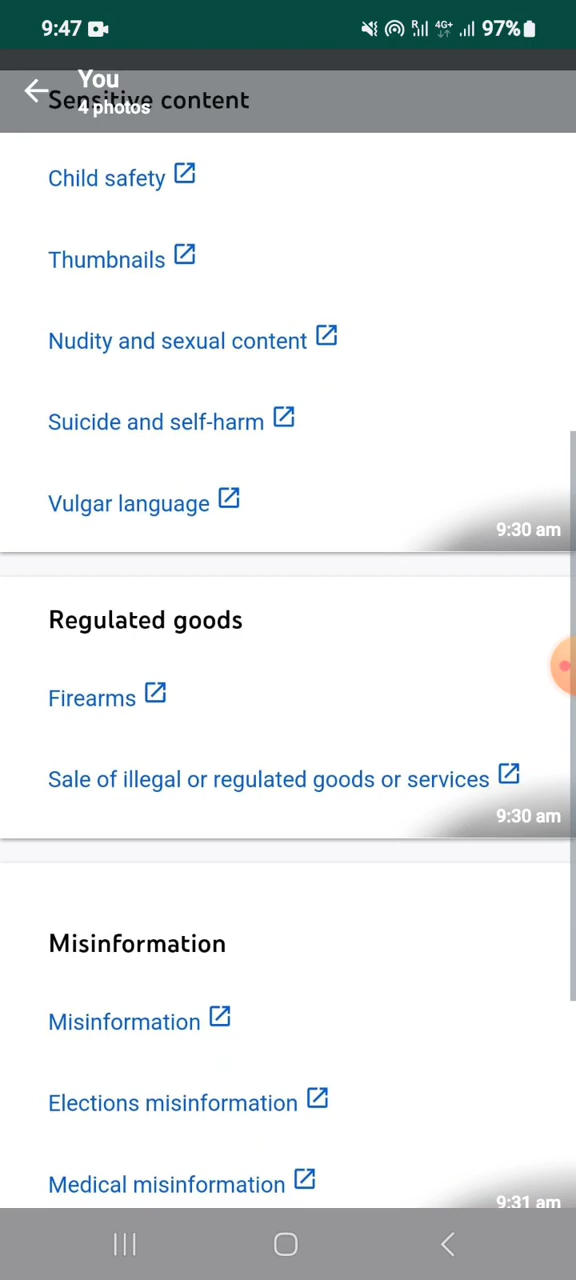 9:47 R 4G+ 97%
You
Sensitive content
4 photos
Child safety
Thumbnails
Nudity and sexual content
Suicide and self-harm
Vulgar language
9:30 am
Regulated goods
Firearms
Sale of illegal or regulated goods or services
9:30 am
Misinformation
Misinformation
Elections misinformation
Medical misinformation
9:31 am